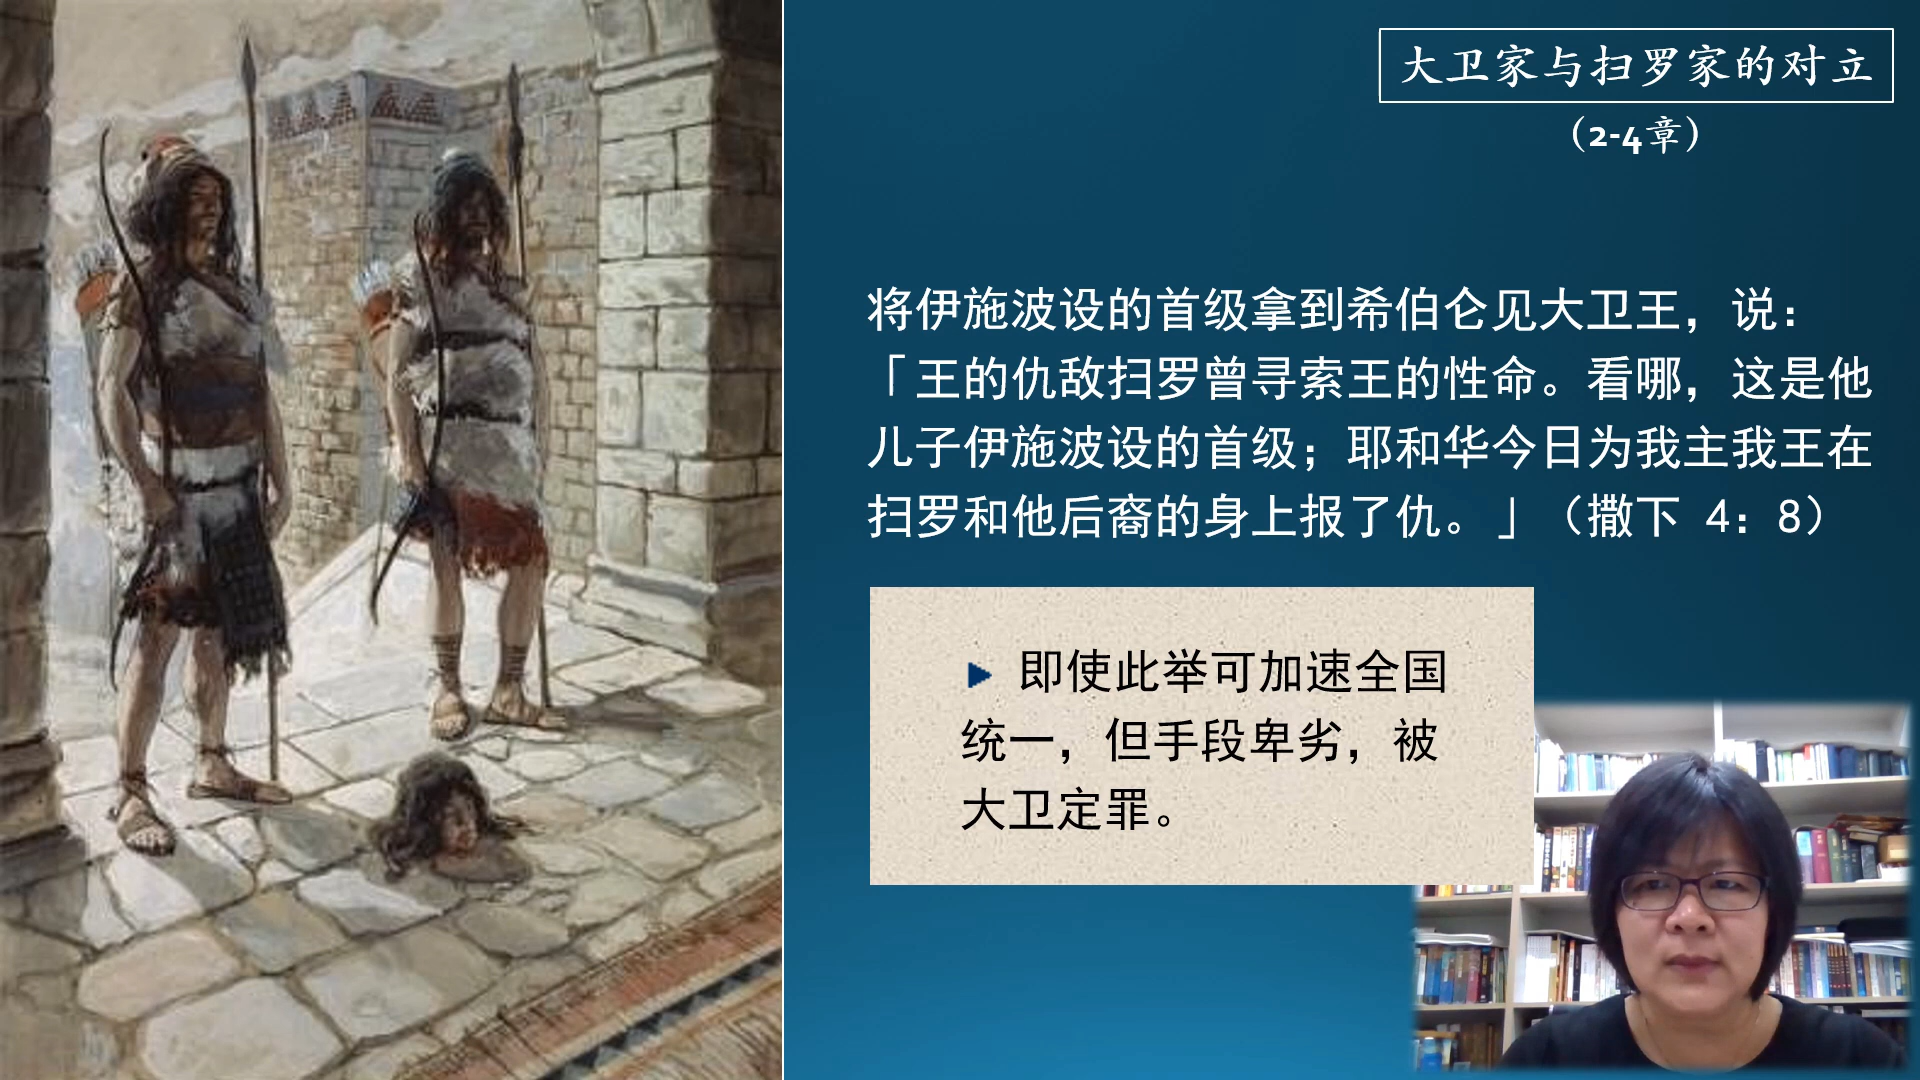 大卫家与扫罗家的对立
（2-4章）
将伊施波设的首级拿到希伯仑见大卫王，说：
「王的仇敌扫罗曾寻索王的性命。看哪，这是他
儿子伊施波设的首级；耶和华今日为我主我王在
扫罗和他后裔的身上报了仇。」（撒下 4：8）
► 即使此举可加速全国
统一，但手段卑劣，被
大卫定罪。